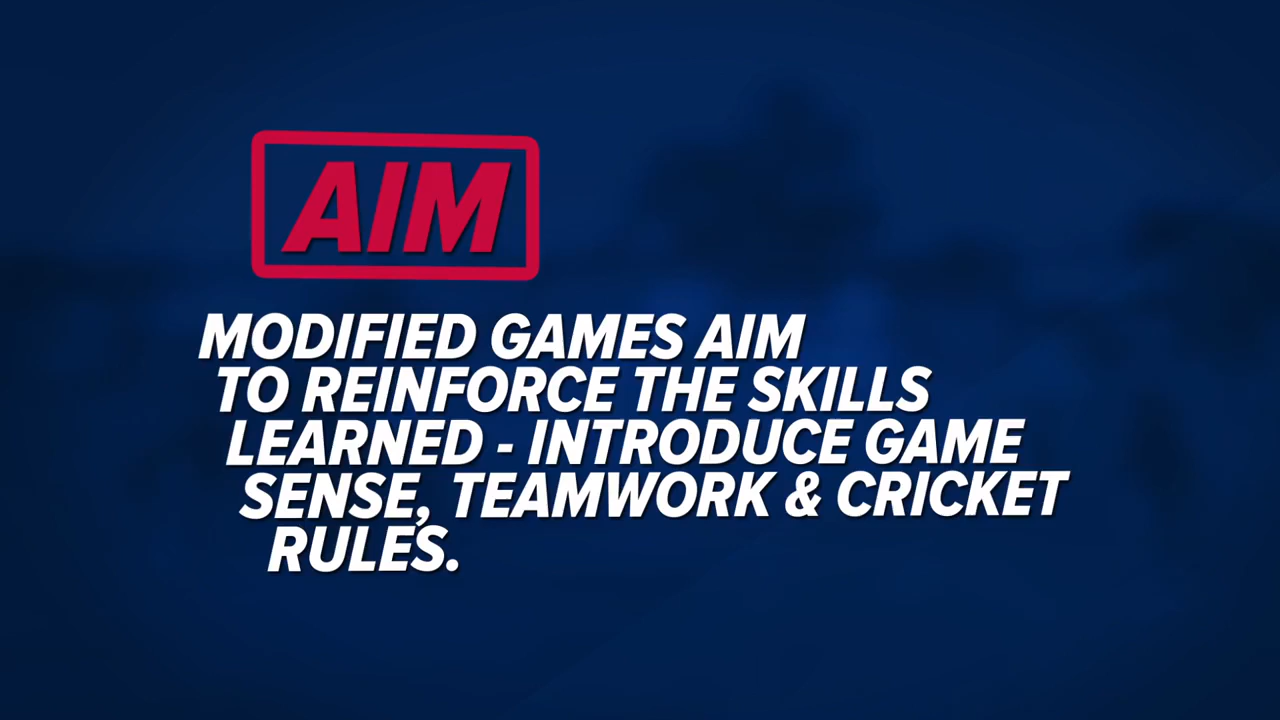 AIM
MODIFIED GAMES AIM
TO REINFORCE THE SKILLS
LEARNED - INTRODUCE GAME
SENSE, TEAMWORK & CRICKET
RULES.